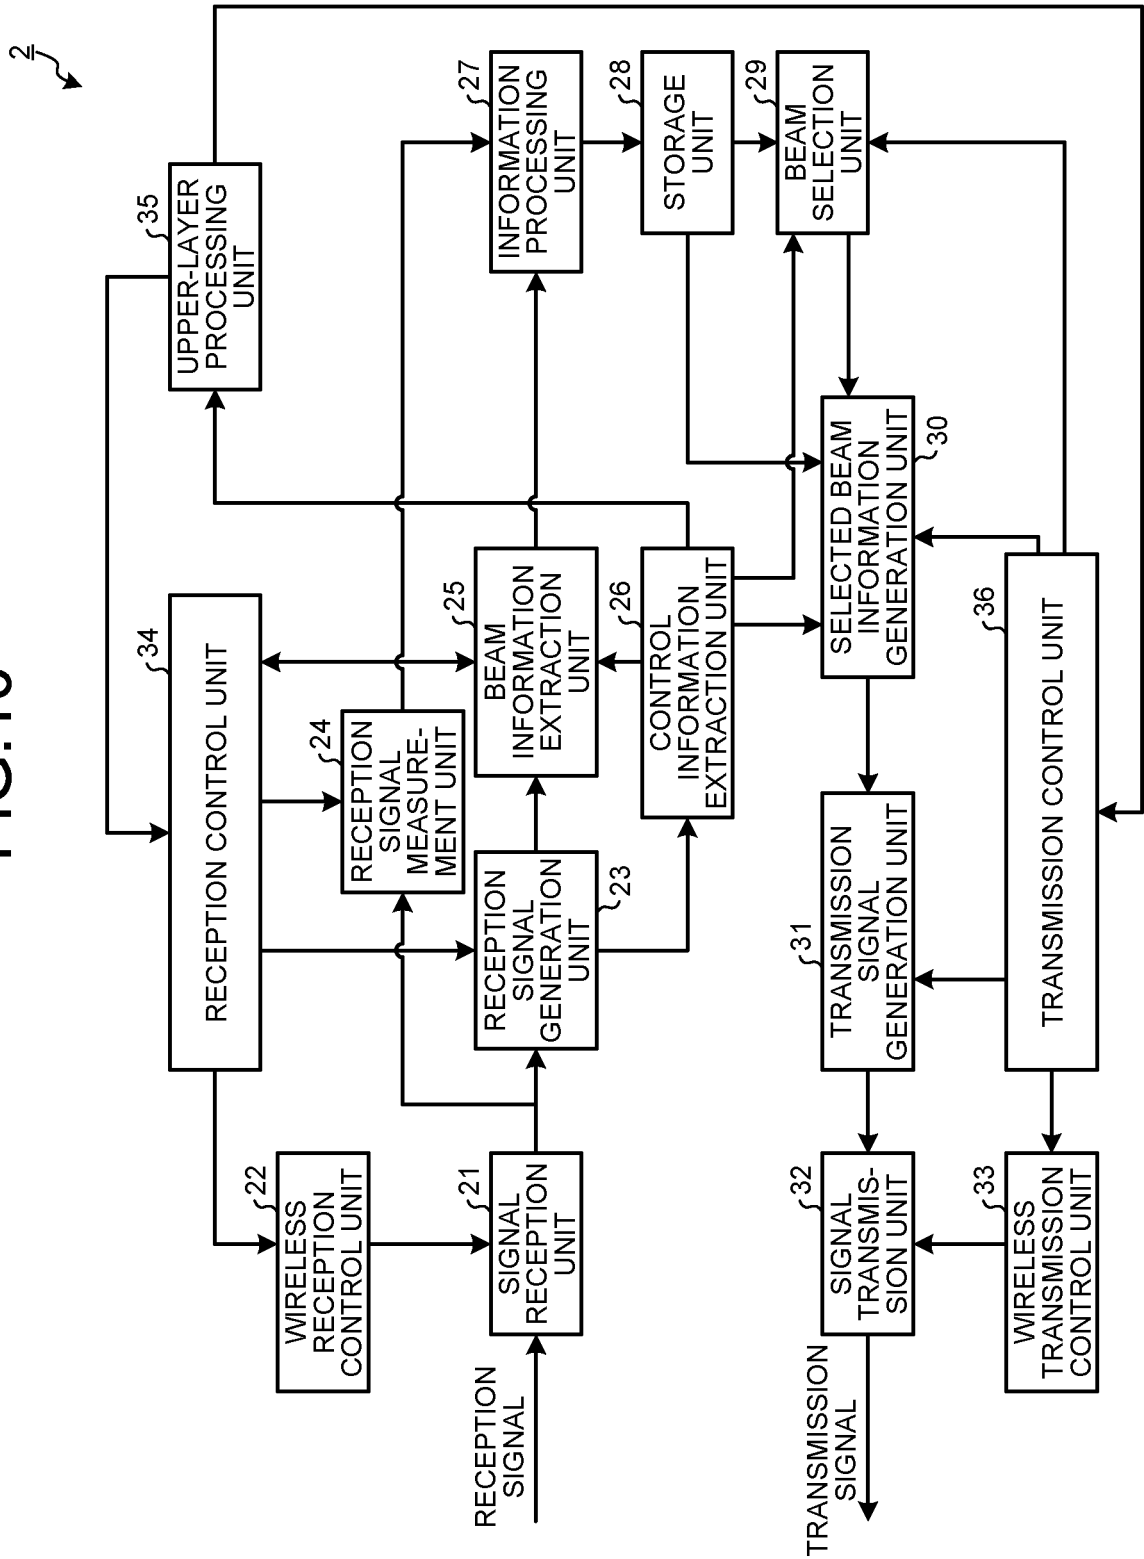 2
35
UPPER-LAYER
PROCESSING
UNIT
34
RECEPTION CONTROL UNIT
22
WIRELESS
RECEPTION
CONTROL UNIT
24
RECEPTION
SIGNAL
MEASURE-
MENT UNIT
RECEPTION
SIGNAL
21
SIGNAL
RECEPTION
UNIT
RECEPTION
SIGNAL
GENERATION
UNIT
23
25
BEAM
INFORMATION
EXTRACTION
UNIT
27
INFORMATION
PROCESSING
UNIT
26
CONTROL
INFORMATION
EXTRACTION UNIT
28
STORAGE
UNIT
29
BEAM
SELECTION
UNIT
TRANSMISSION
SIGNAL
32
SIGNAL
TRANSMIS-
SION UNIT
31
TRANSMISSION
SIGNAL
GENERATION UNIT
SELECTED BEAM
INFORMATION
GENERATION UNIT
30
33
WIRELESS
TRANSMISSION
CONTROL UNIT
36
TRANSMISSION CONTROL UNIT